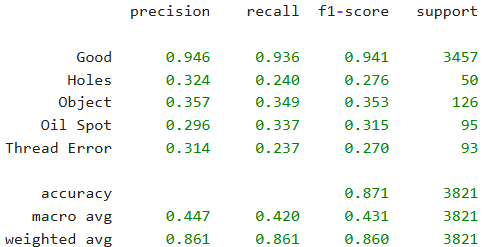 precision recall f1-score support
Good 0.946 0.936 0.941 3457
Holes 0.324 0.240 0.276 50
Object 0.357 0.349 0.353 126
Oil Spot 0.296 0.337 0.315 95
Thread Error 0.314 0.237 0.270 93
accuracy 0.871 3821
macro avg 0.447 0.420 0.431 3821
weighted avg 0.861 0.861 0.860 3821